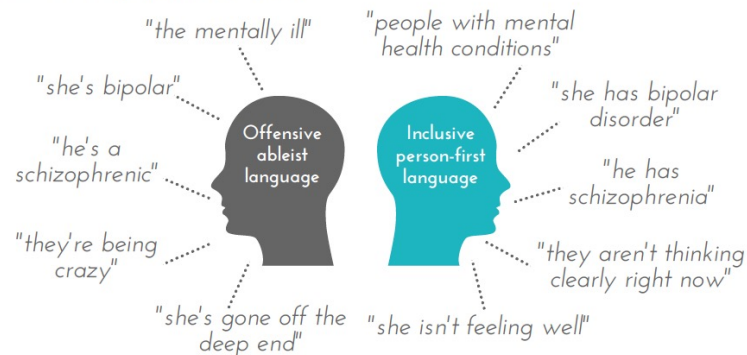 "the mentally ill"
"she's bipolar"
"he's a
schizophrenic"
"they're being
crazy"
"she's gone off the
deep end"
Offensive
ableist
language
Inclusive
person-first
language
"people with mental
health conditions"
"she has bipolar
disorder"
"he has
schizophrenia"
"they aren't thinking
clearly right now"
"she isn't feeling well"